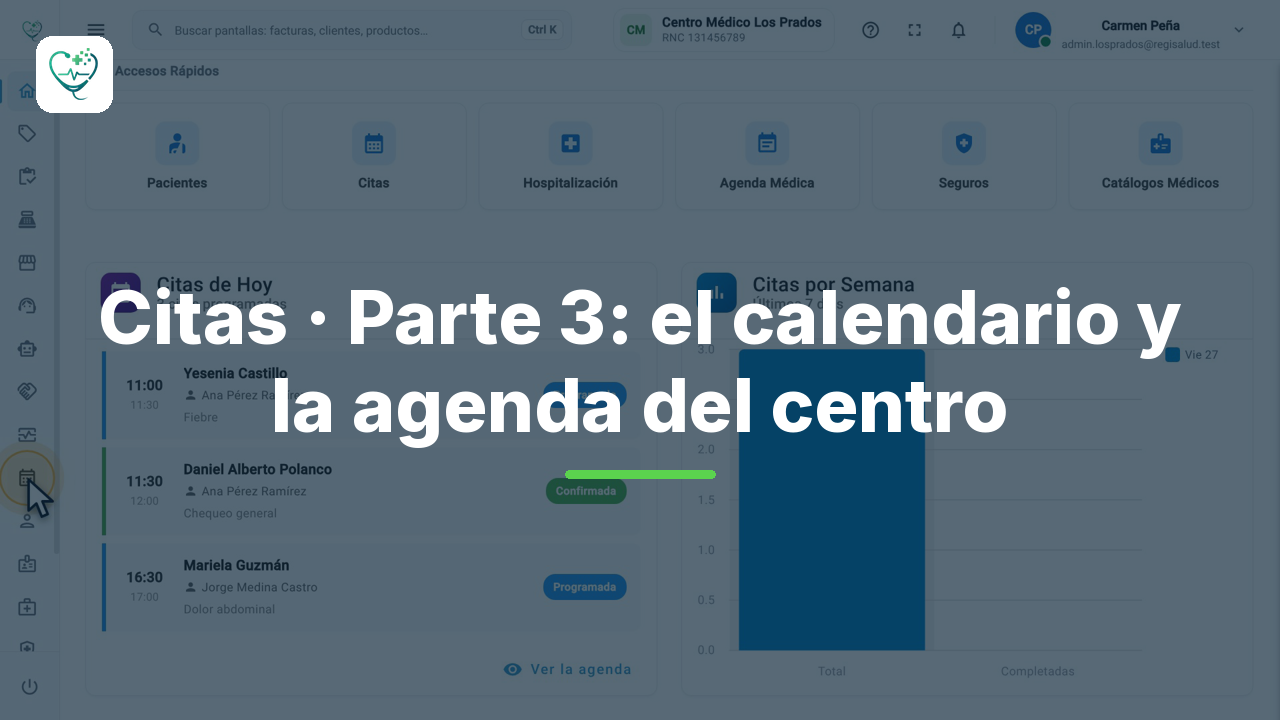 Buscar pantallas: facturas, clientes, productos...
Ctrl K
CM
Centro Médico Los Prados
RNC 131456789
CP
Carmen Peña
admin.losprados@regisalud.test
Accesos Rápidos
Pacientes
Citas
Hospitalización
Agenda Médica
Seguros
Catálogos Médicos
Citas · Parte 3: el calendario y
la agenda del centro
Citas de Hoy
11:00
11:30
Yesenia Castillo
Ana Pérez
Fiebre
11:30
12:00
Daniel Alberto Polanco
Ana Pérez Ramírez
Chequeo general
Confirmada
16:30
17:00
Mariela Guzmán
Jorge Medina Castro
Dolor abdominal
Programada
Ver la agenda
Citas por Semana
Vie 27
3.0
2.0
1.5
1.0
0.5
0.0
Total
Completadas